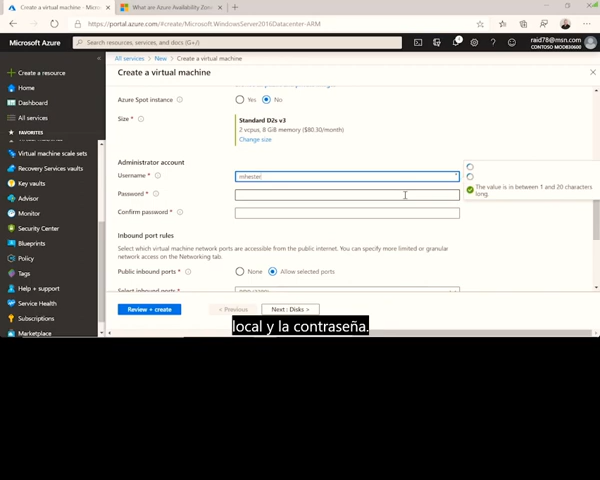 Create a virtual machine - Micro
What are Azure Availability Zone
https://portal.azure.com/#create/Microsoft.WindowsServer2016Datacenter-ARM
Microsoft Azure
Search resources, services, and docs (G+/)
raid78@msn.com
Create a resource
Home
Dashboard
All services
FAVORITES
Virtual machine scale sets
Recovery Services vaults
Key vaults
Advisor
Monitor
Security Center
Blueprints
Policy
Tags
Help + support
Service Health
Subscriptions
Marketplace
All services > New > Create a virtual machine
Create a virtual machine
Azure Spot instance
Yes No
Size *
Standard D2s v3
2 vcpus, 8 GiB memory ($80.30/month)
Change size
Administrator account
Username *
mhester
The value is in between 1 and 20 characters
long.
Password *
Confirm password *
Inbound port rules
Select which virtual machine network ports are accessible from the public internet. You can specify more limited or granular
network access on the Networking tab.
Public inbound ports *
None Allow selected ports
Select inbound ports *
Review + create
< Previous
Next : Disks >
local y la contraseña.